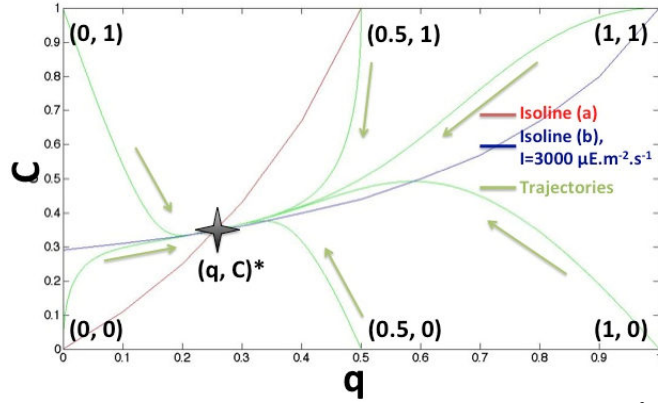 1
(0, 1)
(0.5, 1)
(1, 1)
0.9
0.8
0.7
Isoline (a)
0.6
Isoline (b),
I=3000 µE.m⁻².s⁻¹
C
0.5
Trajectories
0.4
0.3
(q, C)*
0.2
0.1
(0, 0)
(0.5, 0)
(1, 0)
0
0 0.1 0.2 0.3 0.4 0.5 0.6 0.7 0.8 0.9
q